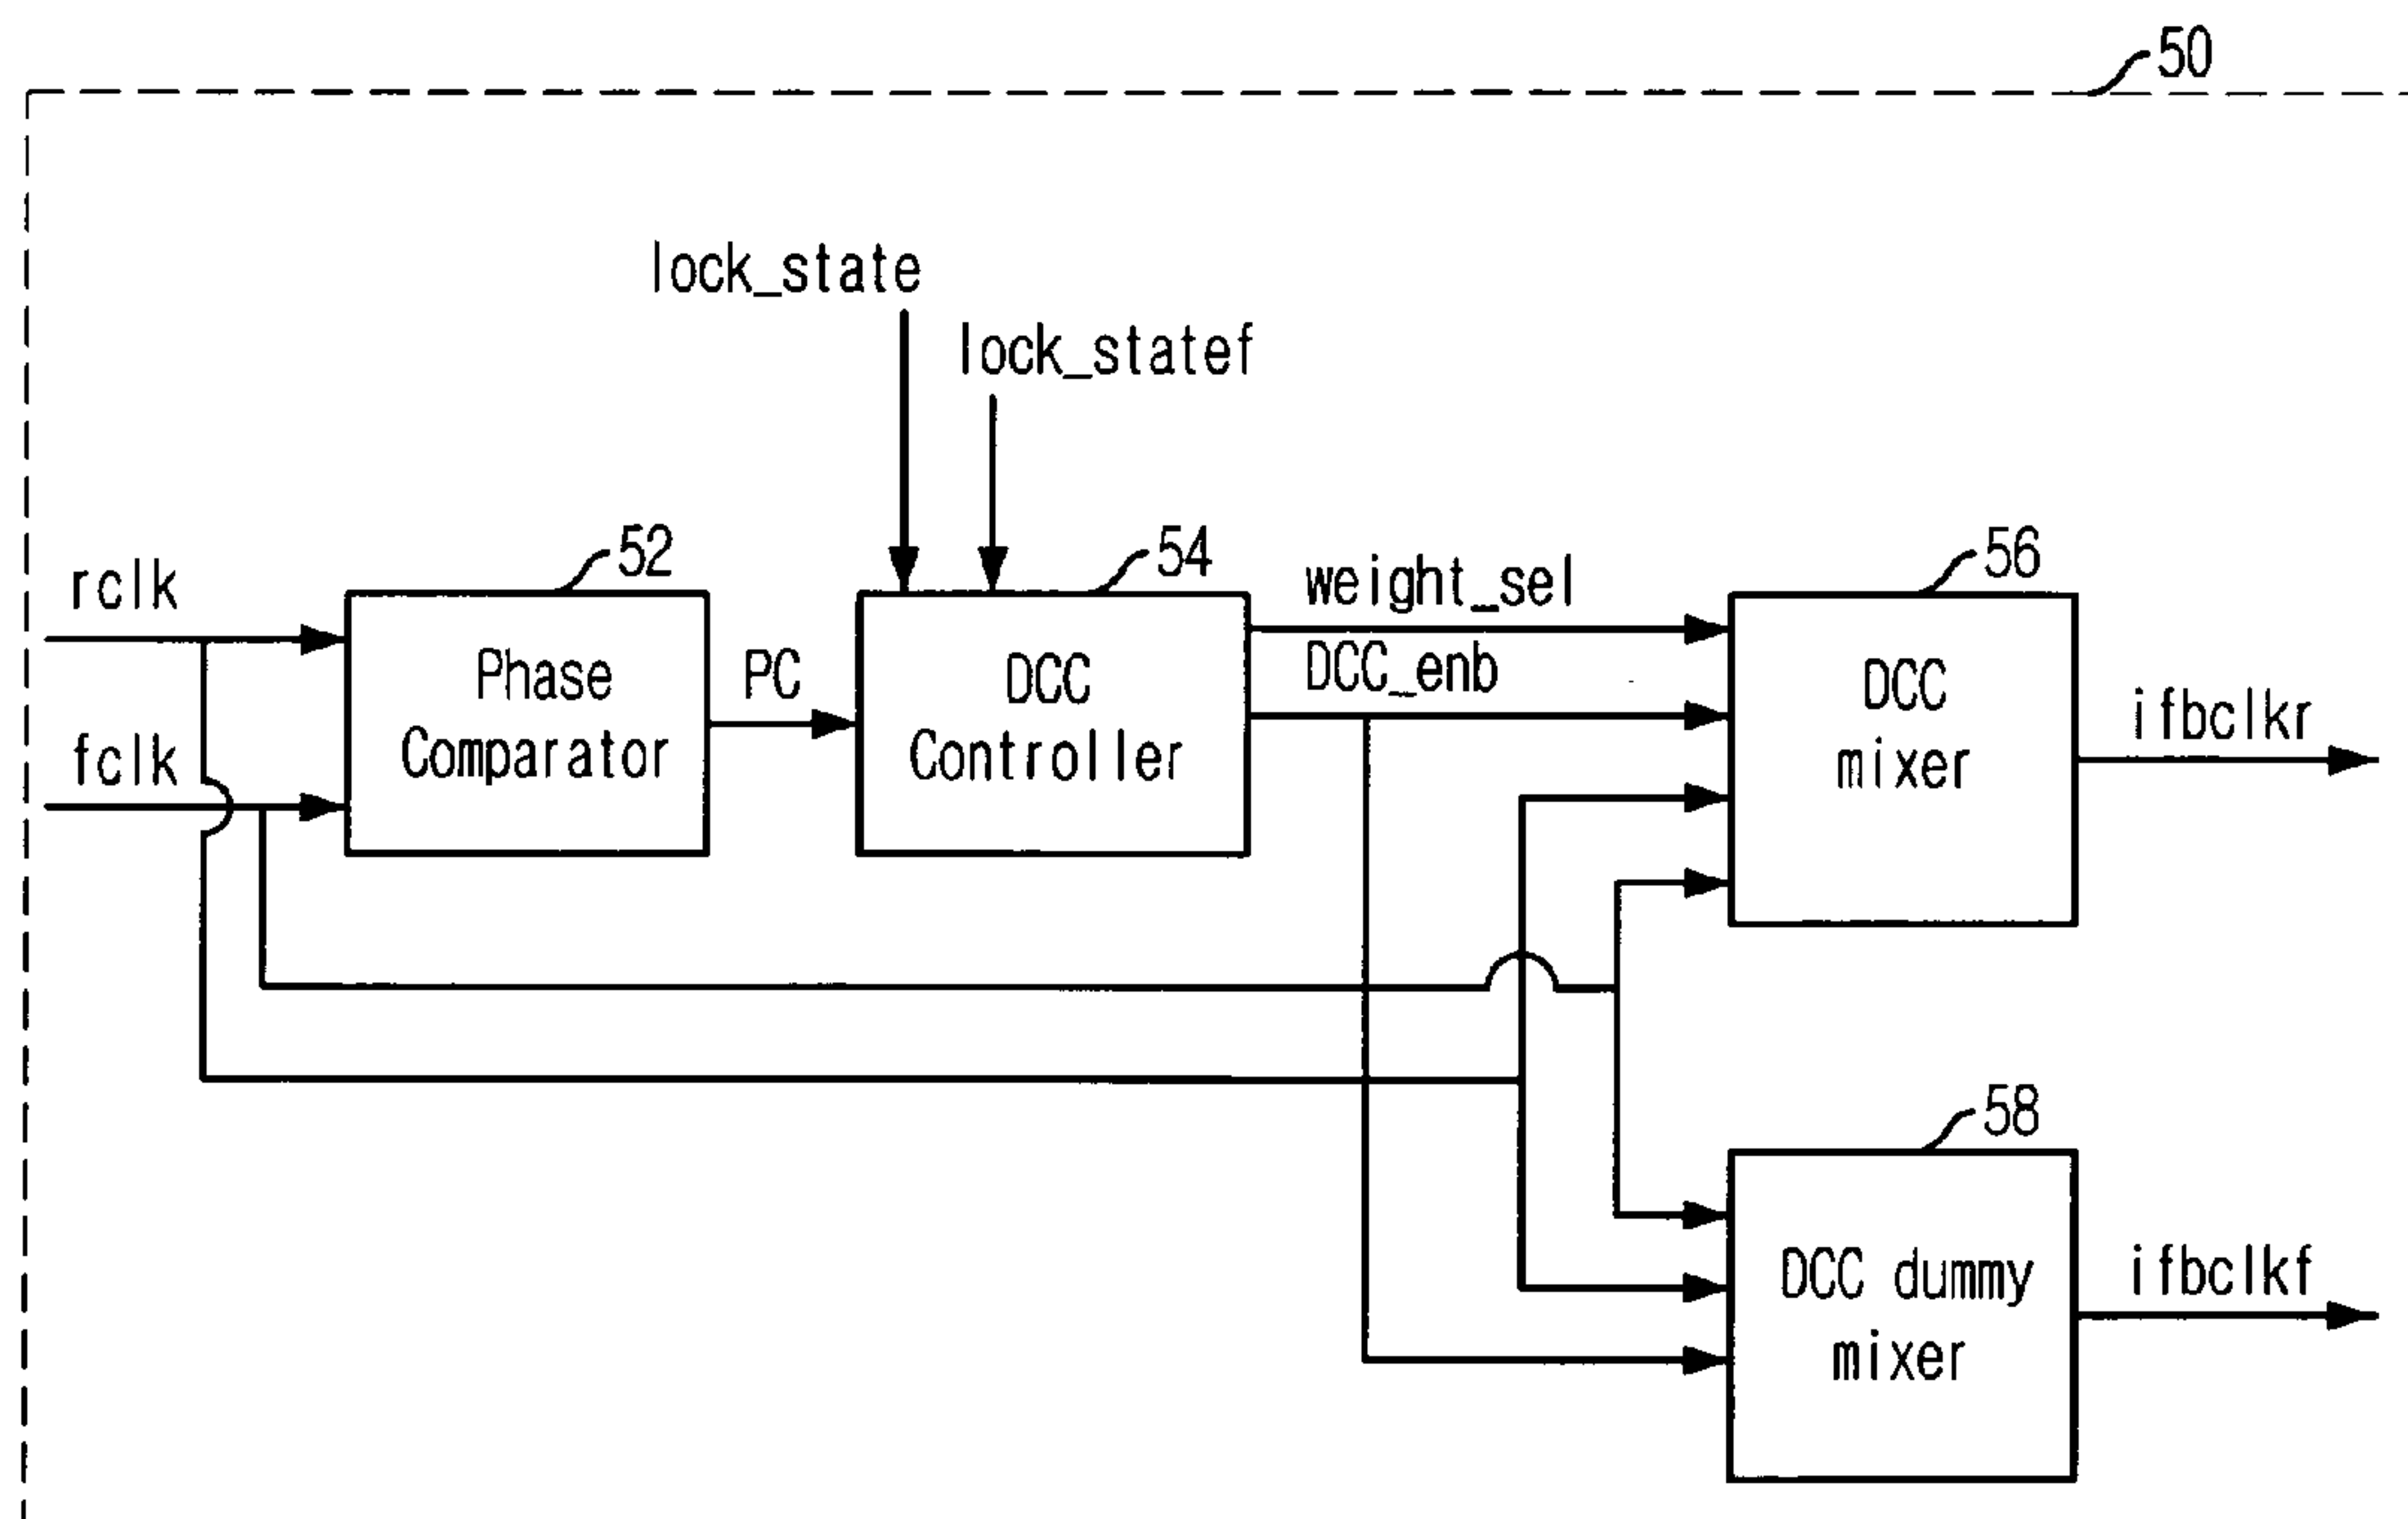 50
lock_state
lock_statef
rclk
52
54
weight_sel
56
Phase
Comparator
PC
DCC
Controller
DCC_enb
DCC
mixer
ifbclkr
fclk
58
DCC dummy
mixer
ifbclkf